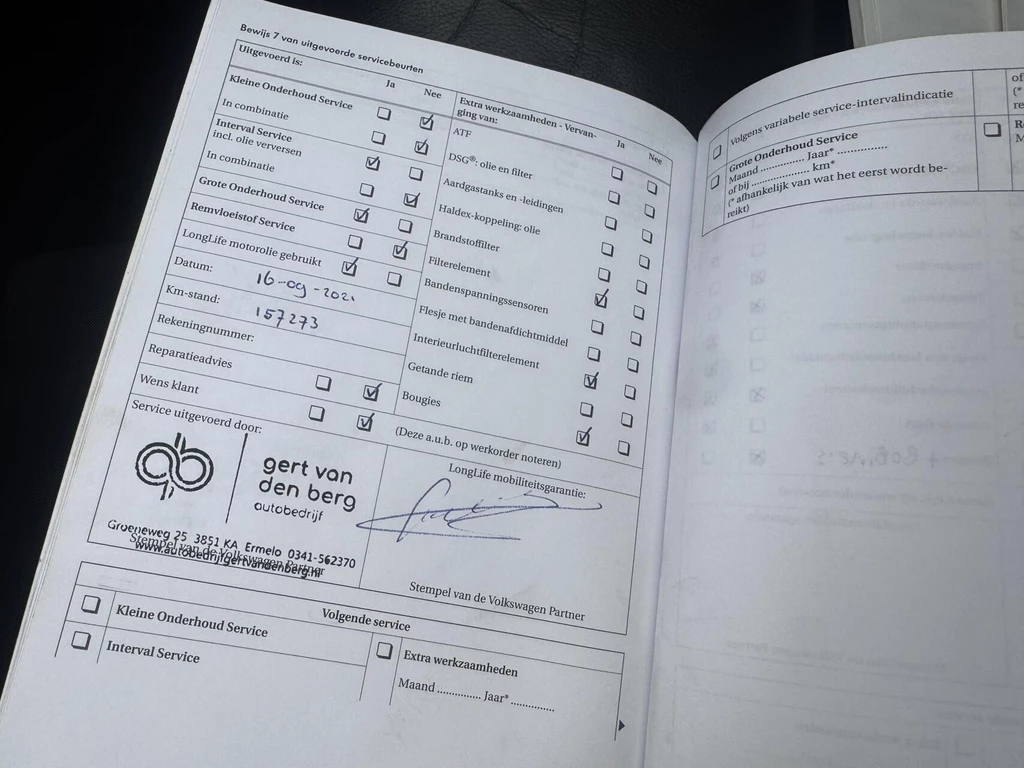 Bewijs 7 van uitgevoerde servicebeurten
Uitgevoerd is:
Ja
Nee
Kleine Onderhoud Service
In combinatie
Interval Service
incl. olie verversen
In combinatie
Grote Onderhoud Service
Remvloeistof Service
LongLife motorolie gebruikt
Datum:
16-09-2021
Km-stand:
157273
Rekeningnummer:
Reparatieadvies
Wens klant
Extra werkzaamheden - Vervan-
ging van:
Ja
Nee
ATF
DSG®: olie en filter
Aardgastanks en -leidingen
Haldex-koppeling: olie
Brandstoffilter
Filterelement
Bandenspanningssensoren
Flesje met bandenafdichtmiddel
Interieurluchtfilterelement
Getande riem
Bougies
(Deze a.u.b. op werkorder noteren)
Service uitgevoerd door:
gert van
den berg
autobedrijf
Groeneweg 25 3851 KA Ermelo 0341-562370
Stempel van de Volkswagen Partner
www.autobedrijfgertvandenberg.nl
LongLife mobiliteitsgarantie:
Stempel van de Volkswagen Partner
Volgende service
Kleine Onderhoud Service
Interval Service
Extra werkzaamheden
Maand .............. Jaar* ..............
Volgens variabele service-intervalindicatie
Grote Onderhoud Service
Maand .............. Jaar* ................
of bij .................. km*
(* afhankelijk van wat het eerst wordt be-
reikt)
of
(*
rei